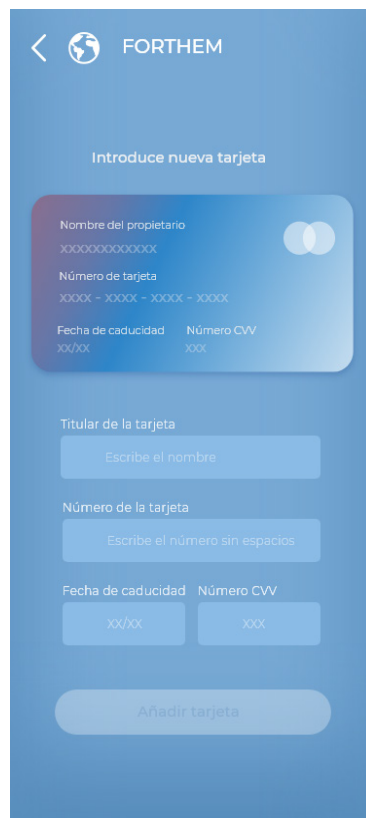 FORTHEM
Introduce nueva tarjeta
Nombre del propietario
XXXXXXXXXXXX
Número de tarjeta
XXXX - XXXX - XXXX - XXXX
Fecha de caducidad Número CVV
XX/XX XXX
Titular de la tarjeta
Escribe el nombre
Número de la tarjeta
Escribe el número sin espacios
Fecha de caducidad Número CVV
XX/XX XXX
Añadir tarjeta